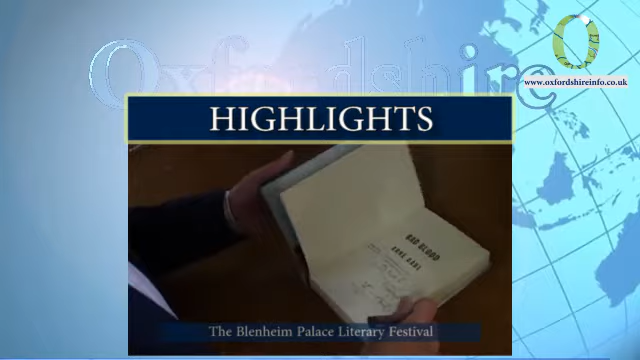 Oxfordshire
www.oxfordshireinfo.co.uk
HIGHLIGHTS
BAD BLOOD
The Blenheim Palace Literary Festival